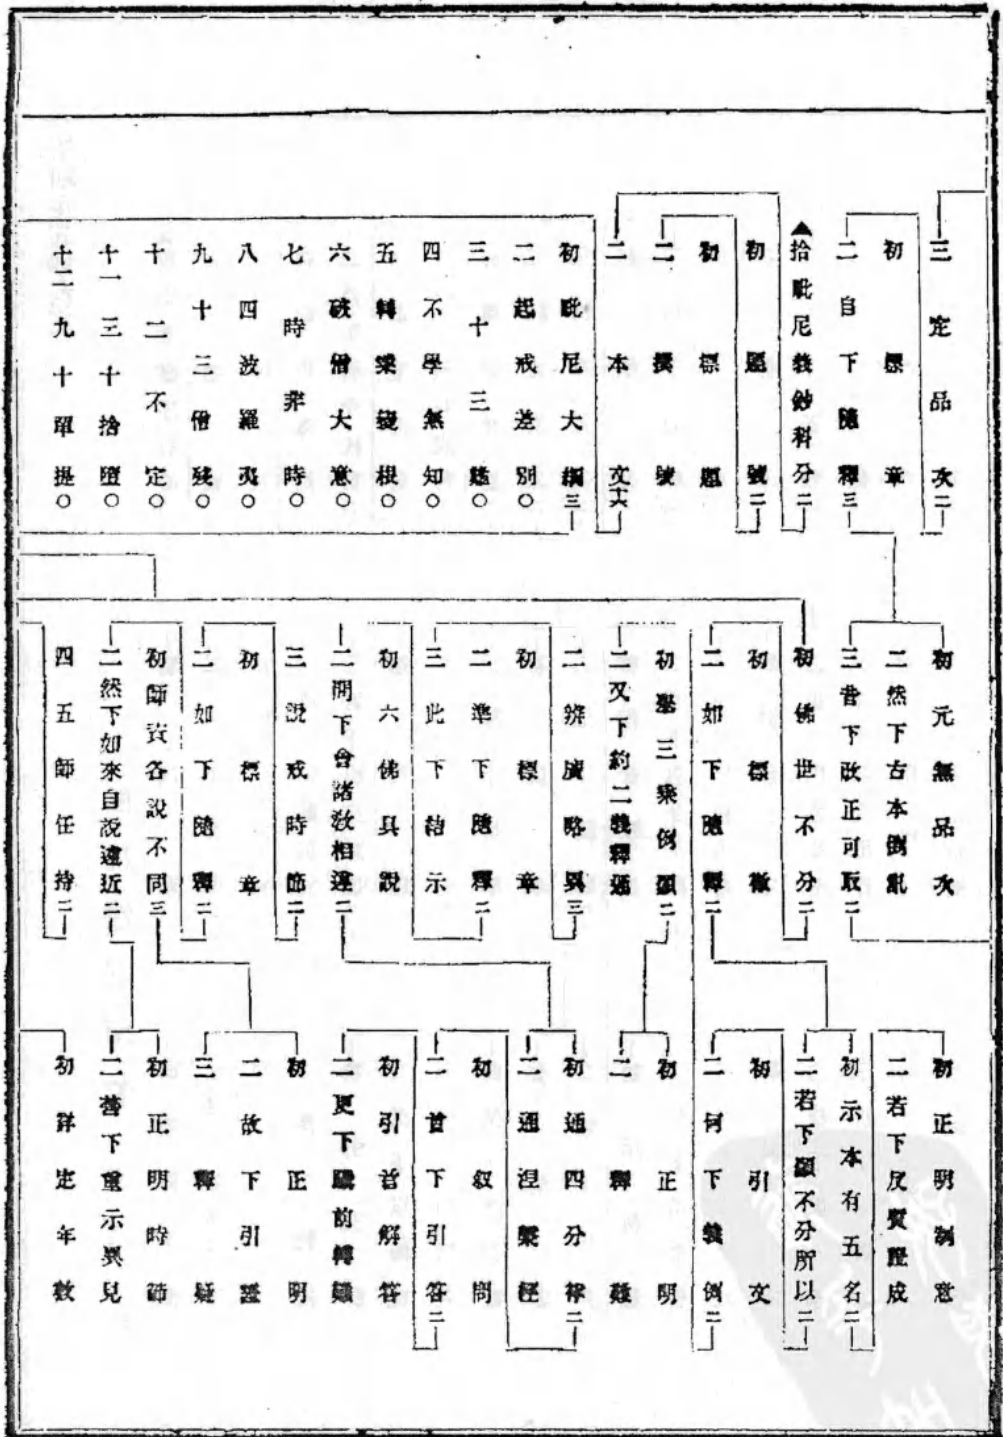 三定品次二
初標章
二自下隨釋三
▲拾毗尼義鈔科分二
初題號二
初標題
二撰號
二本文十六
初毗尼大綱三
二起戒差別○
三十三難○
四不學無知○
五轉染礙根○
六破僧大意○
七時非時○
八四波羅夷○
九十三僧殘○
十二不定○
十一三十捨墮○
十二九十單提○
初元無品次
二然下古本倒亂
三昔下改正可取二
初佛世不分二
初標徵
二如下隨釋二
初舉三乘例顯二
二又下約二義釋通
二辨廣略異三
初標章
二準下隨釋二
三此下結示
初六佛具說
二問下會諸教相違二
三說戒時節二
初標章
二如下隨釋二
初師資各說不同三
二然下如來自說遠近二
四五師任持二
初正明制意
二若下反質證成
初示本有五名二
二若下顯不分所以二
初引文
二何下義例二
初正明
二釋難
初通四分律二
二通涅槃經
初敘問
二首下引答二
初引首解答
二更下躡前轉難
初正明
二故下引證
三釋疑
初正明時節
二舊下重示異兒
初詳定年數